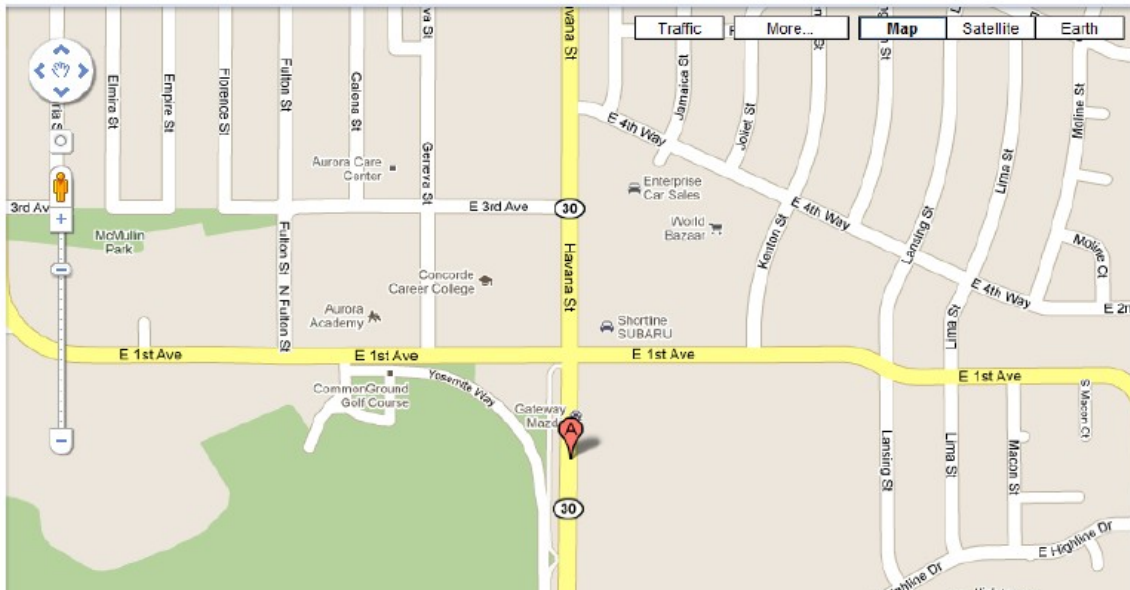 Traffic
More...
Map
Satellite
Earth
Elmira St
Empire St
Florence St
Fulton St
Galena St
Geneva St
Havana St
Jamaica St
Joliet St
E 4th Way
Moline St
Lima St
Aurora Care
Center
Enterprise
Car Sales
World
Bazaar
E 4th Way
Kenton St
Lansing St
Moline Ct
E 4th Way
E 3rd Ave
30
McMullin
Park
Fulton St
N Fulton St
Concorde
Career College
Havana St
Aurora
Academy
Shortline
SUBARU
Lima St
E 1st Ave
E 1st Ave
E 1st Ave
E 1st Ave
CommonGround
Golf Course
Yosemite Way
Gateway
A
S Macon Ct
Lansing St
Lima St
Macon St
30
E Highline Dr